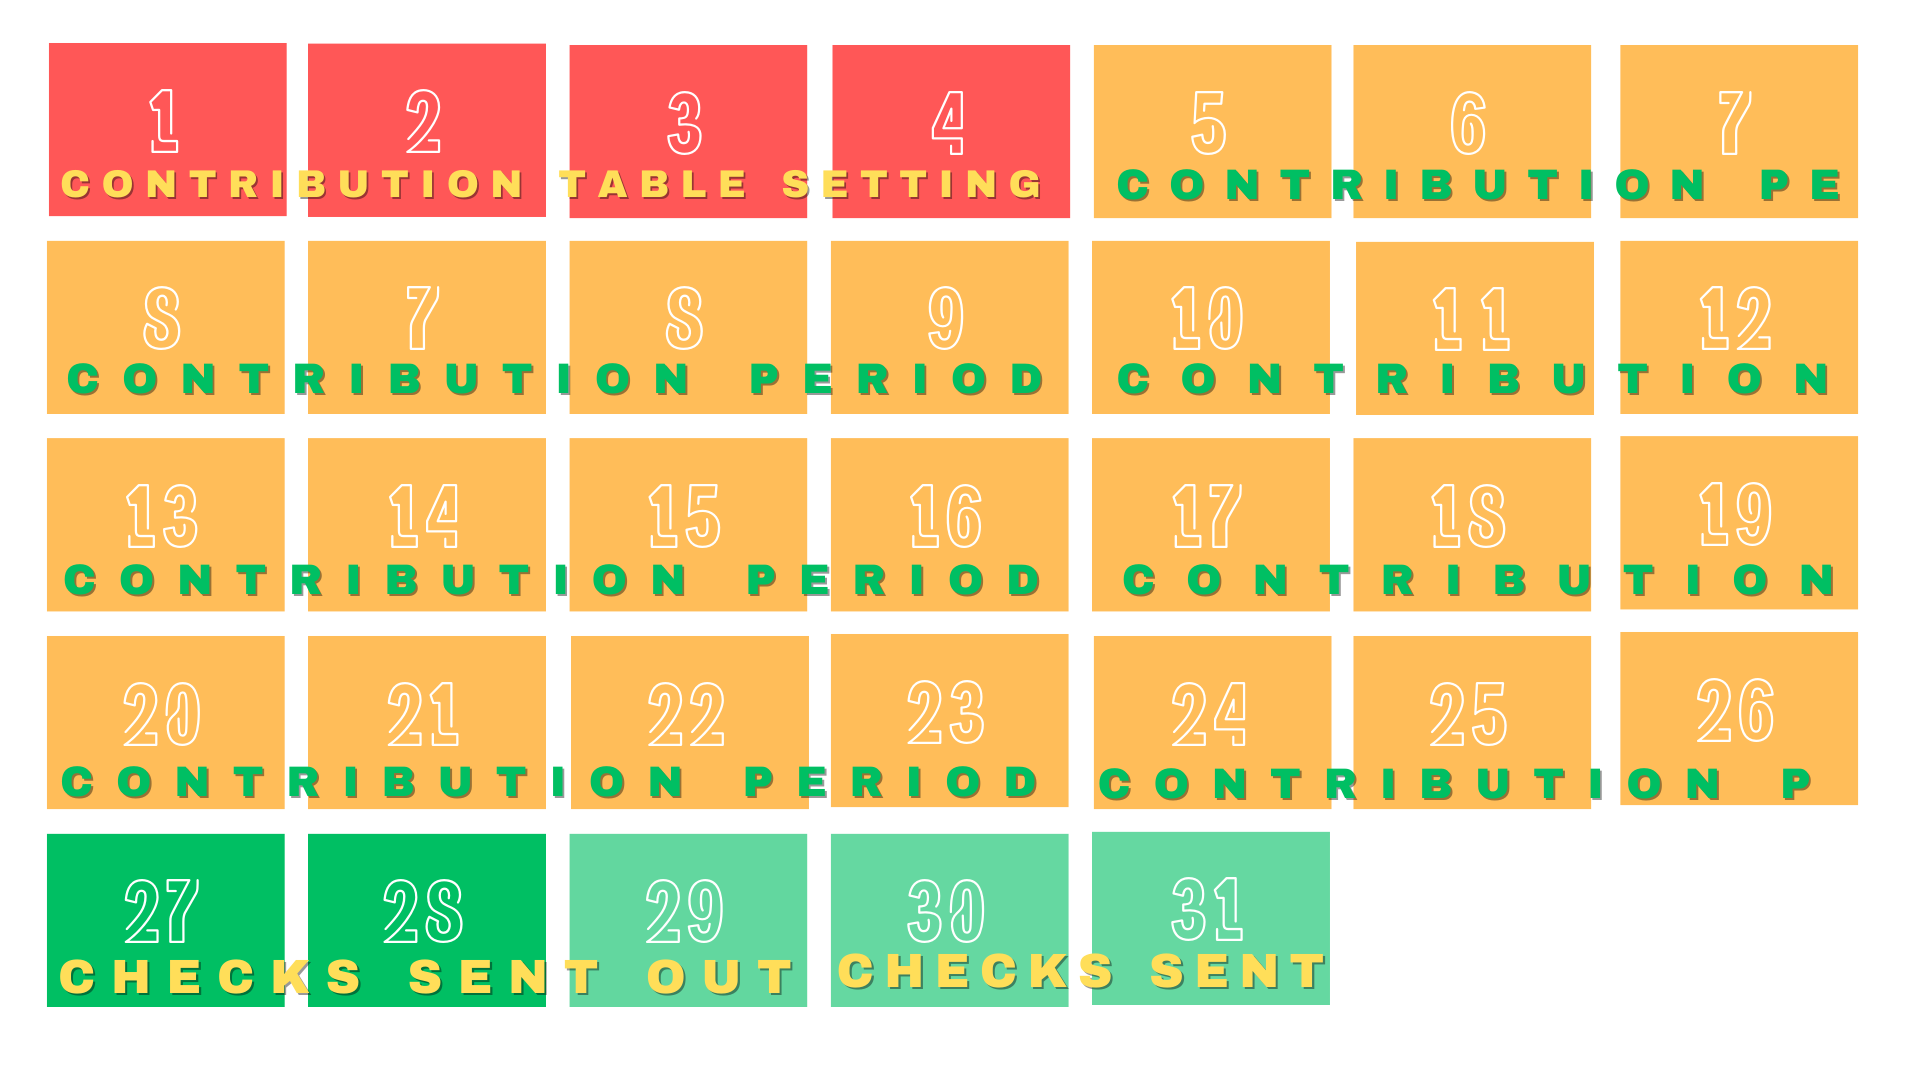 1 2 3 4 5 6 7
CONTRIBUTION TABLE SETTING CONTRIBUTION PE
8 7 8 9 10 11 12
CONTRIBUTION PERIOD CONTRIBUTION
13 14 15 16 17 18 19
CONTRIBUTION PERIOD CONTRIBUTION
20 21 22 23 24 25 26
CONTRIBUTION PERIOD CONTRIBUTION P
27 28 29 30 31
CHECKS SENT OUT CHECKS SENT